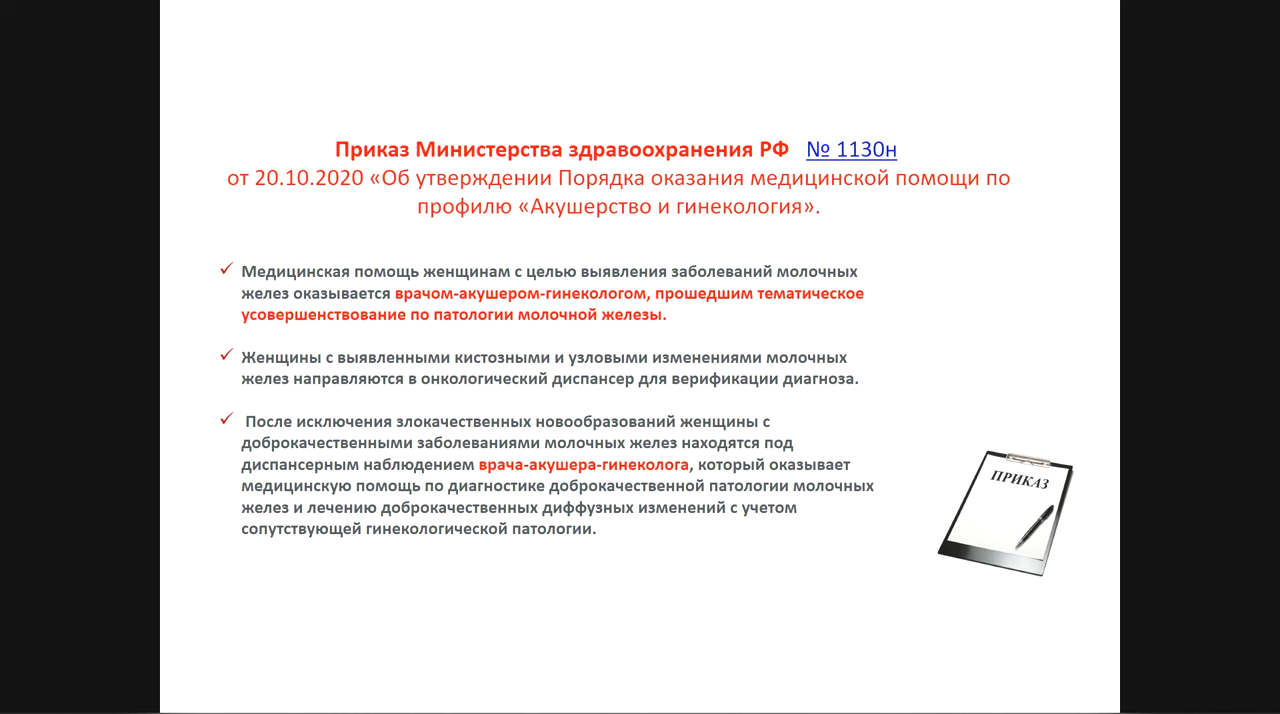 Приказ Министерства здравоохранения РФ № 1130н
от 20.10.2020 «Об утверждении Порядка оказания медицинской помощи по
профилю «Акушерство и гинекология».
✓ Медицинская помощь женщинам с целью выявления заболеваний молочных
желез оказывается врачом-акушером-гинекологом, прошедшим тематическое
усовершенствование по патологии молочной железы.
✓ Женщины с выявленными кистозными и узловыми изменениями молочных
желез направляются в онкологический диспансер для верификации диагноза.
✓ После исключения злокачественных новообразований женщины с
доброкачественными заболеваниями молочных желез находятся под
диспансерным наблюдением врача-акушера-гинеколога, который оказывает
медицинскую помощь по диагностике доброкачественной патологии молочных
желез и лечению доброкачественных диффузных изменений с учетом
сопутствующей гинекологической патологии.
ПРИКАЗ